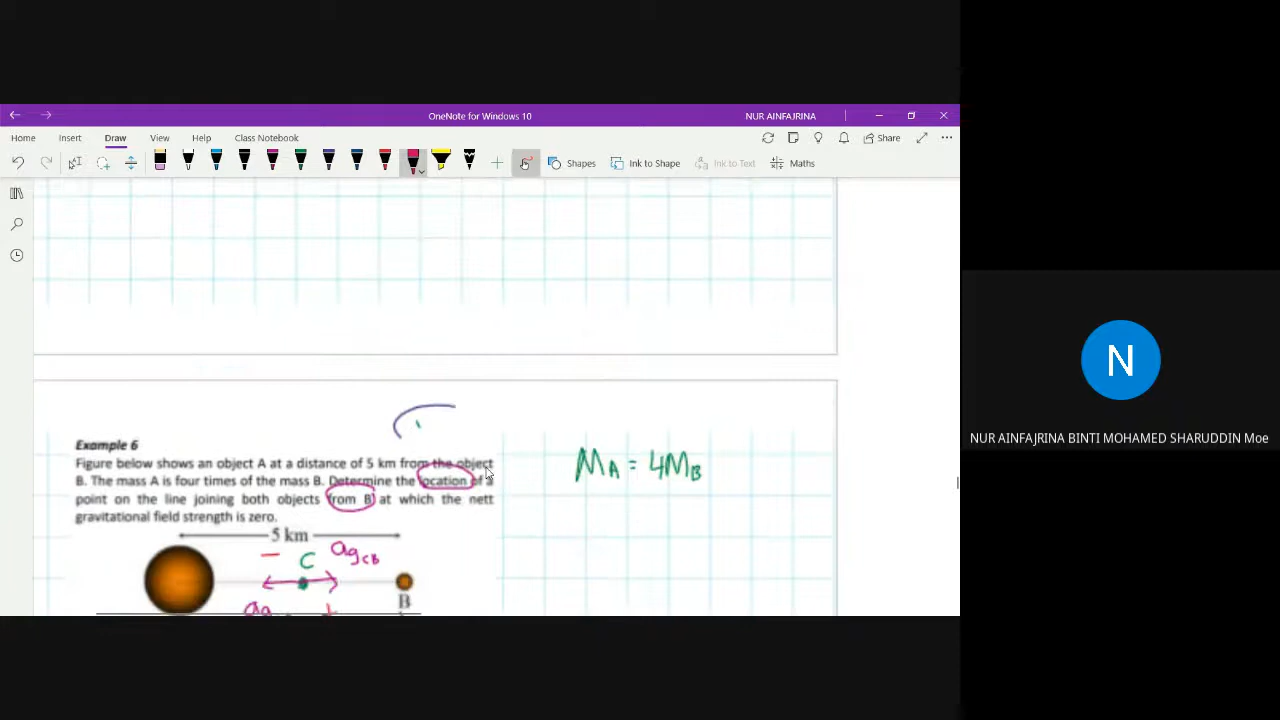 OneNote for Windows 10
NUR AINFAJRINA
Home Insert Draw View Help Class Notebook
Share
Shapes Ink to Shape Ink to Text Maths
Example 6
Figure below shows an object A at a distance of 5 km from the object
B. The mass A is four times of the mass B. Determine the location of a
point on the line joining both objects from B at which the nett
gravitational field strength is zero.
MA = 4MB
5 km
C
agCB
B
ag
N
NUR AINFAJRINA BINTI MOHAMED SHARUDDIN Moe